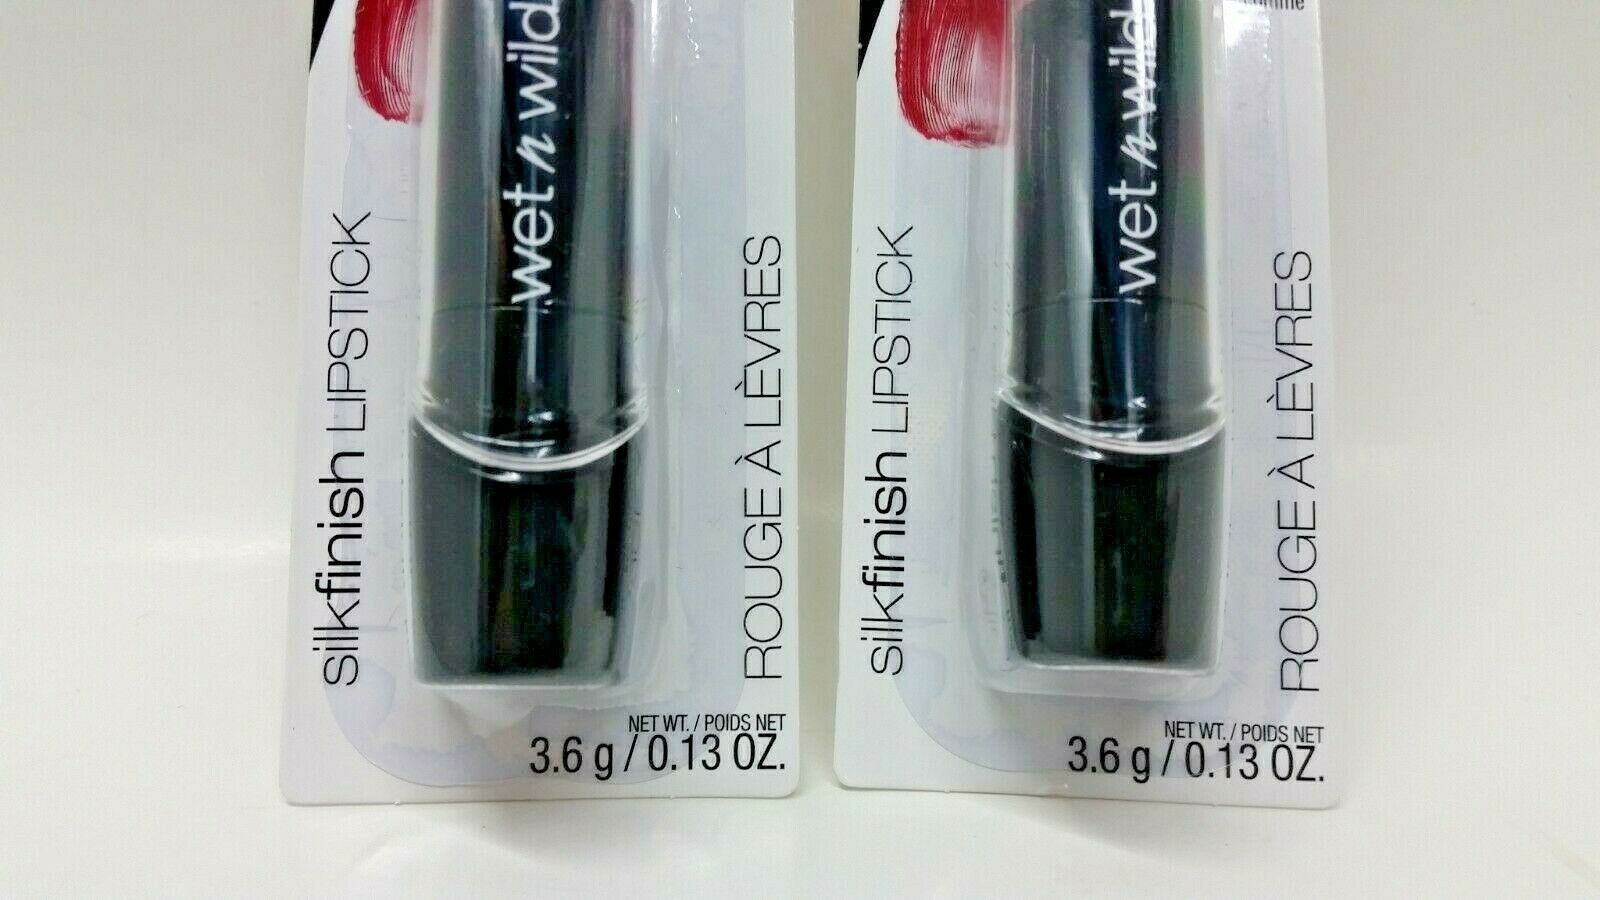 wet n wild
silkfinish LIPSTICK
ROUGE À LÈVRES
NET WT. / POIDS NET
3.6 g / 0.13 OZ.
wet n wild
silkfinish LIPSTICK
ROUGE À LÈVRES
NET WT. / POIDS NET
3.6 g / 0.13 OZ.